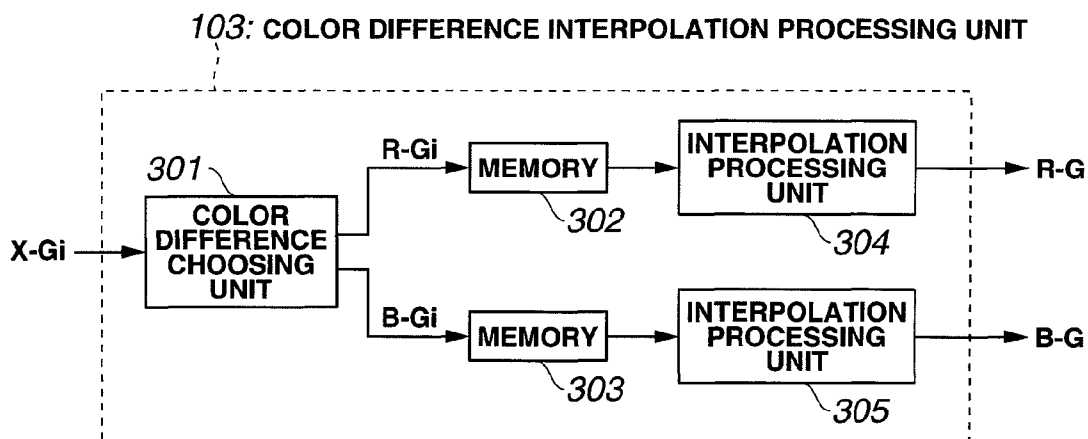 103: COLOR DIFFERENCE INTERPOLATION PROCESSING UNIT
301
COLOR
DIFFERENCE
CHOOSING
UNIT
X-Gi
R-Gi
MEMORY
302
INTERPOLATION
PROCESSING
UNIT
304
R-G
B-Gi
MEMORY
303
INTERPOLATION
PROCESSING
UNIT
305
B-G